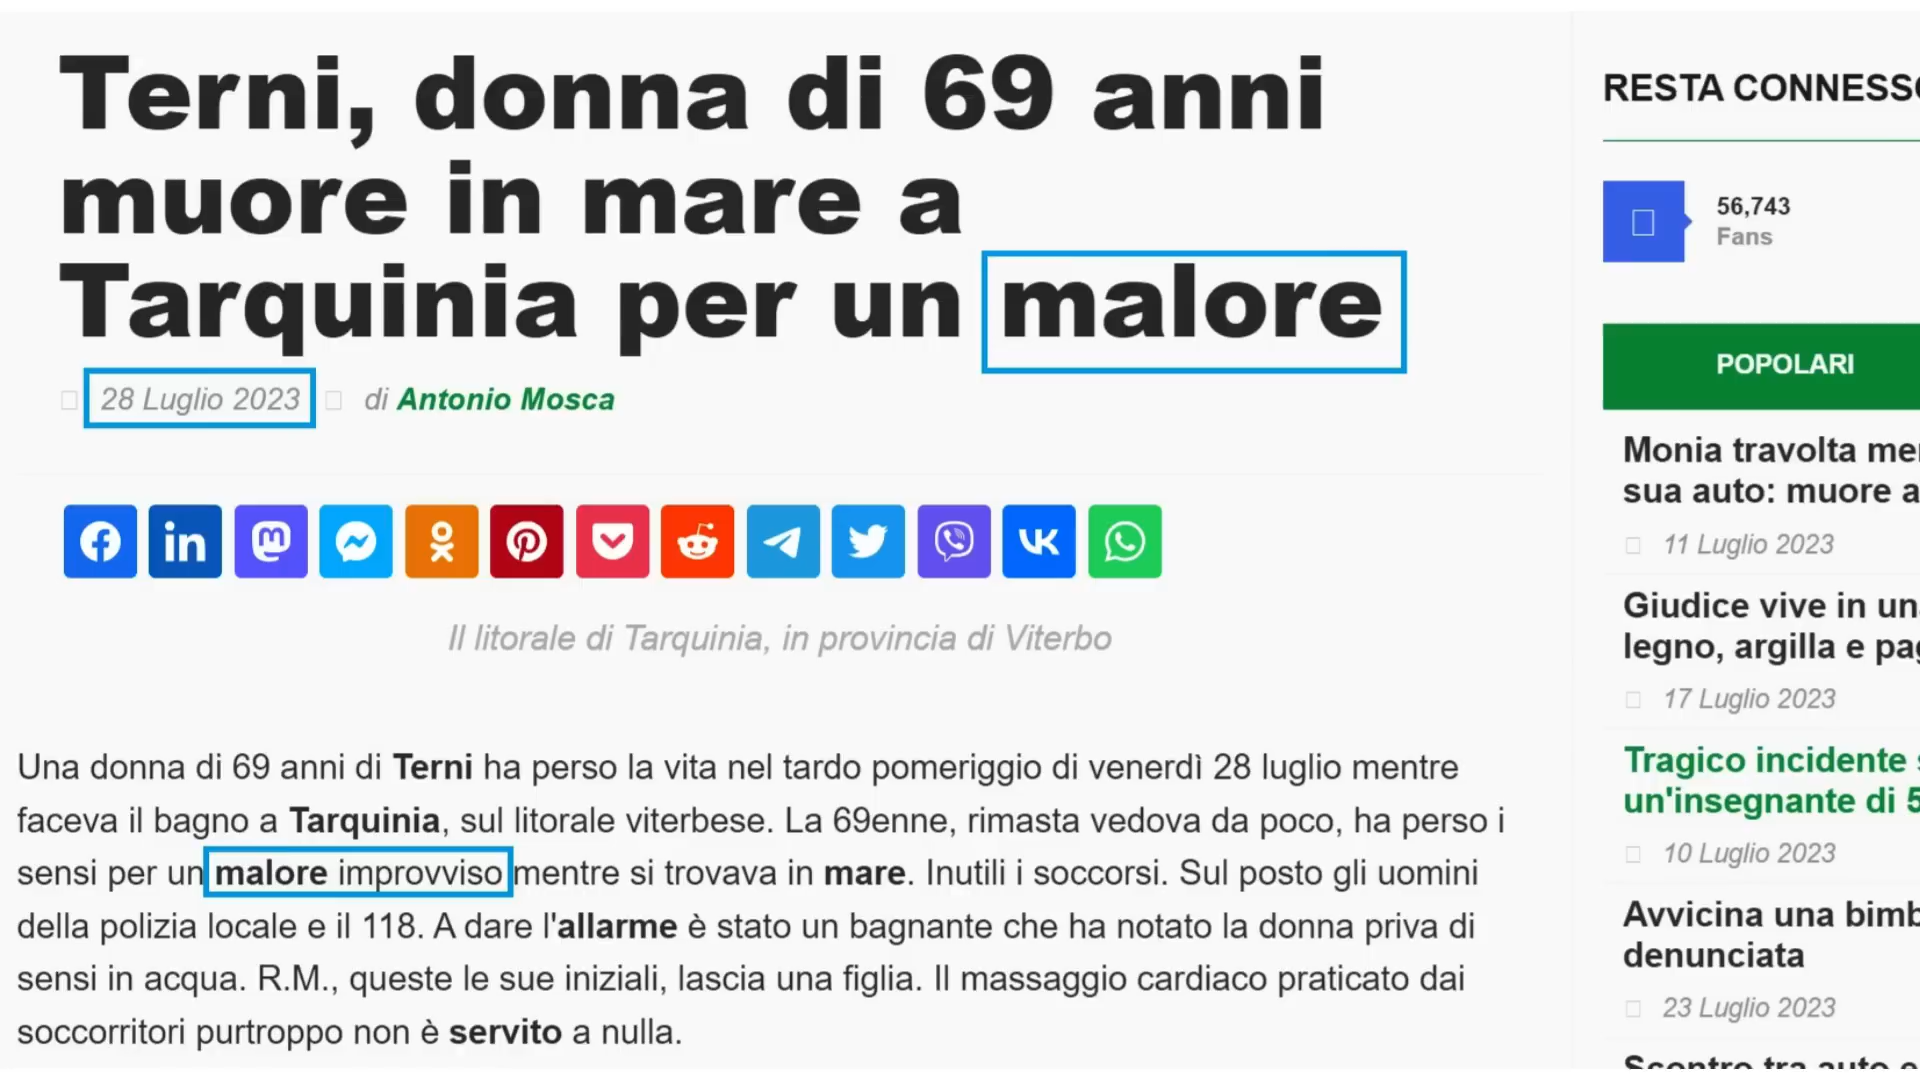 Terni, donna di 69 anni
muore in mare a
Tarquinia per un malore
28 Luglio 2023 di Antonio Mosca
Il litorale di Tarquinia, in provincia di Viterbo
Una donna di 69 anni di Terni ha perso la vita nel tardo pomeriggio di venerdì 28 luglio mentre
faceva il bagno a Tarquinia, sul litorale viterbese. La 69enne, rimasta vedova da poco, ha perso i
sensi per un malore improvviso mentre si trovava in mare. Inutili i soccorsi. Sul posto gli uomini
della polizia locale e il 118. A dare l'allarme è stato un bagnante che ha notato la donna priva di
sensi in acqua. R.M., queste le sue iniziali, lascia una figlia. Il massaggio cardiaco praticato dai
soccorritori purtroppo non è servito a nulla.
RESTA CONNESSO
56,743
Fans
POPOLARI
Monia travolta
sua auto: muore a
11 Luglio 2023
Giudice vive in
legno, argilla e
17 Luglio 2023
Tragico incidente
un'insegnante di
10 Luglio 2023
Avvicina una
denunciata
23 Luglio 2023
Scontro tra auto e